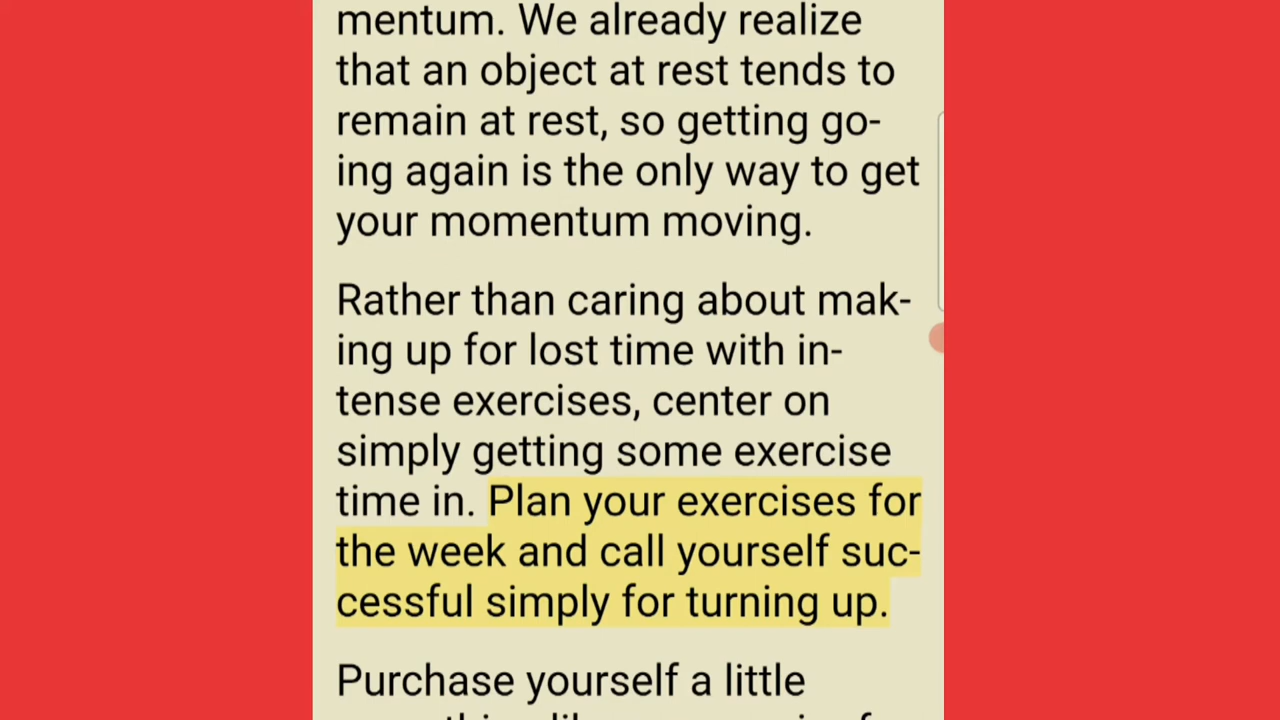 mentum. We already realize
that an object at rest tends to
remain at rest, so getting go-
ing again is the only way to get
your momentum moving.
Rather than caring about mak-
ing up for lost time with in-
tense exercises, center on
simply getting some exercise
time in. Plan your exercises for
the week and call yourself suc-
cessful simply for turning up.
Purchase yourself a little